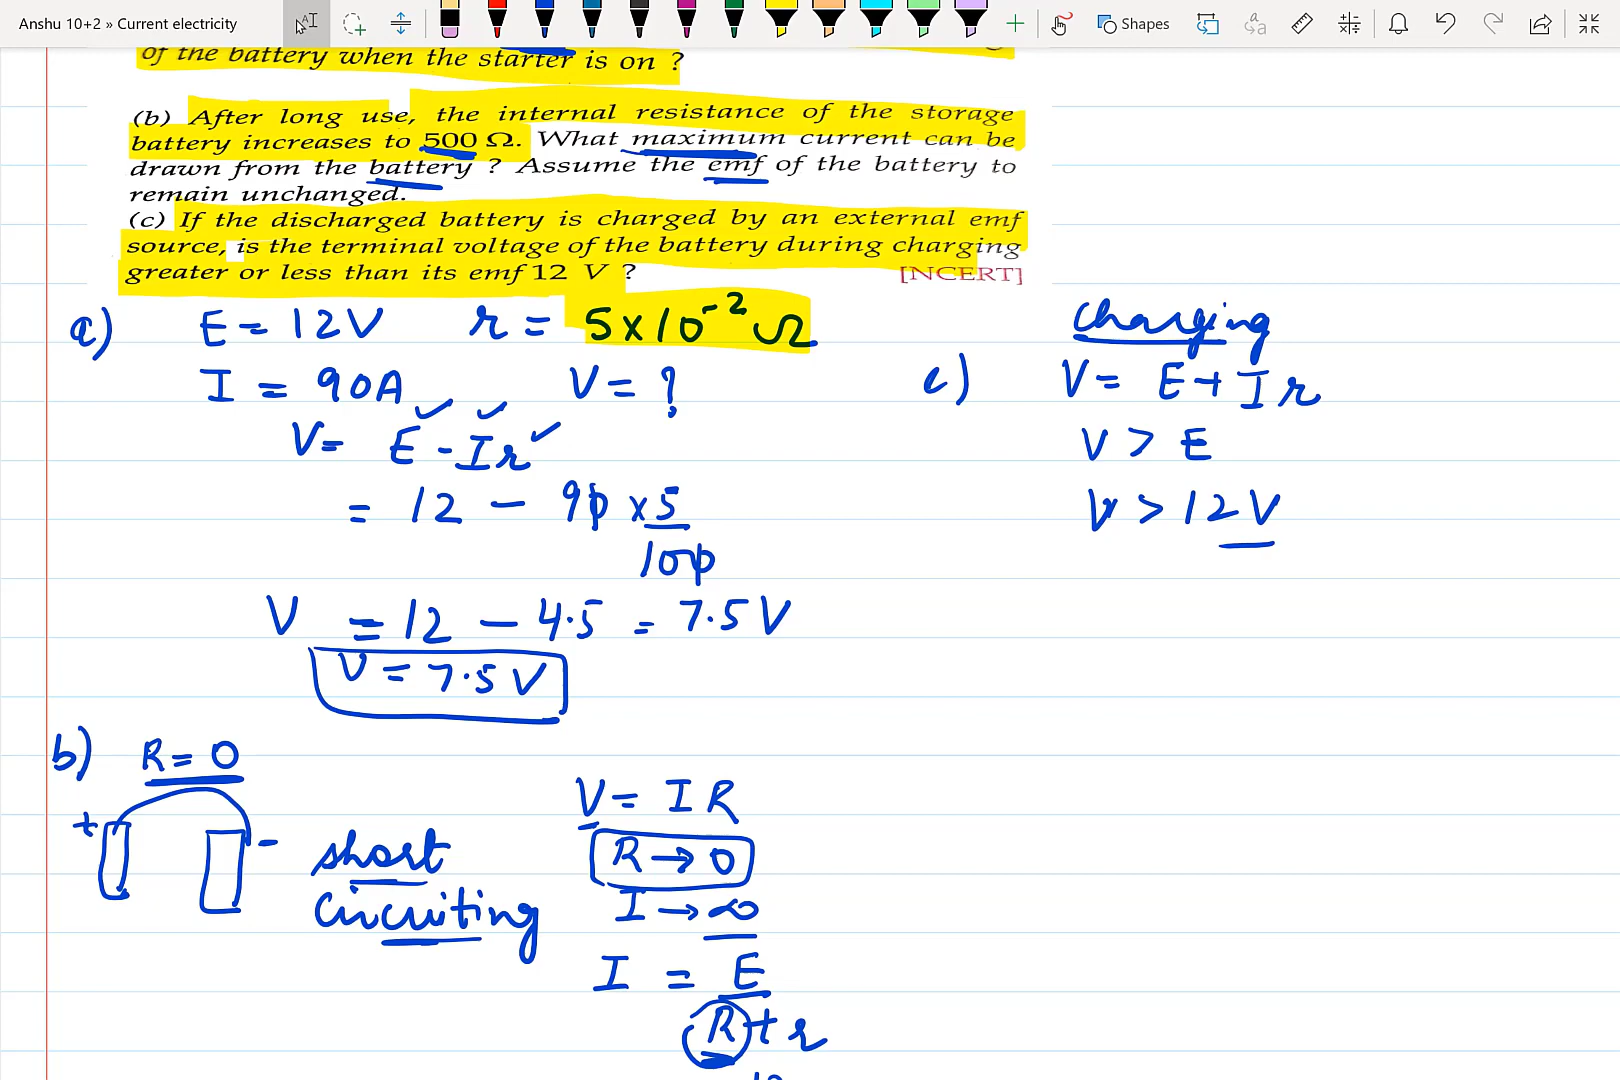 Anshu 10+2 » Current electricity
Shapes
of the battery when the starter is on ?
(b) After long use, the internal resistance of the storage
battery increases to 500 Ω. What maximum current can be
drawn from the battery ? Assume the emf of the battery to
remain unchanged.
(c) If the discharged battery is charged by an external emf
source, is the terminal voltage of the battery during charging
greater or less than its emf 12 V ? [NCERT]
a) E = 12V r = 5×10⁻² Ω
I = 90A V = ?
V = E - Ir
= 12 - 90 × 5/100
V = 12 - 4.5 = 7.5 V
V = 7.5 V
b) R = 0
+ -
short
circuiting
V = IR
R → 0
I → ∞
I = E
R + r
charging
c) V = E + Ir
V > E
V > 12V